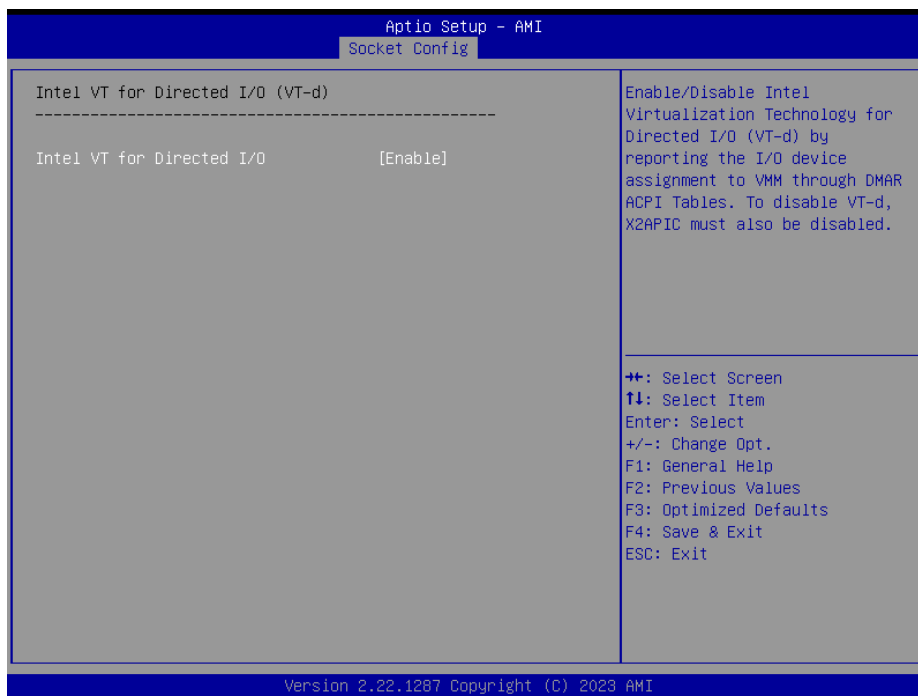 Aptio Setup – AMI
Socket Config
Intel VT for Directed I/O (VT-d)
--------------------------------------------------
Intel VT for Directed I/O [Enable]
Enable/Disable Intel
Virtualization Technology for
Directed I/O (VT-d) by
reporting the I/O device
assignment to VMM through DMAR
ACPI Tables. To disable VT-d,
X2APIC must also be disabled.
→←: Select Screen
↑↓: Select Item
Enter: Select
+/-: Change Opt.
F1: General Help
F2: Previous Values
F3: Optimized Defaults
F4: Save & Exit
ESC: Exit
Version 2.22.1287 Copyright (C) 2023 AMI